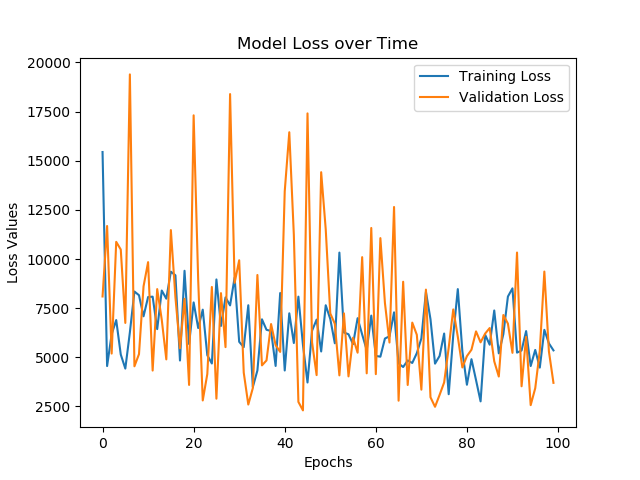 Model Loss over Time
20000
17500
15000
12500
10000
7500
5000
2500
Loss Values
Training Loss
Validation Loss
0 20 40 60 80 100
Epochs